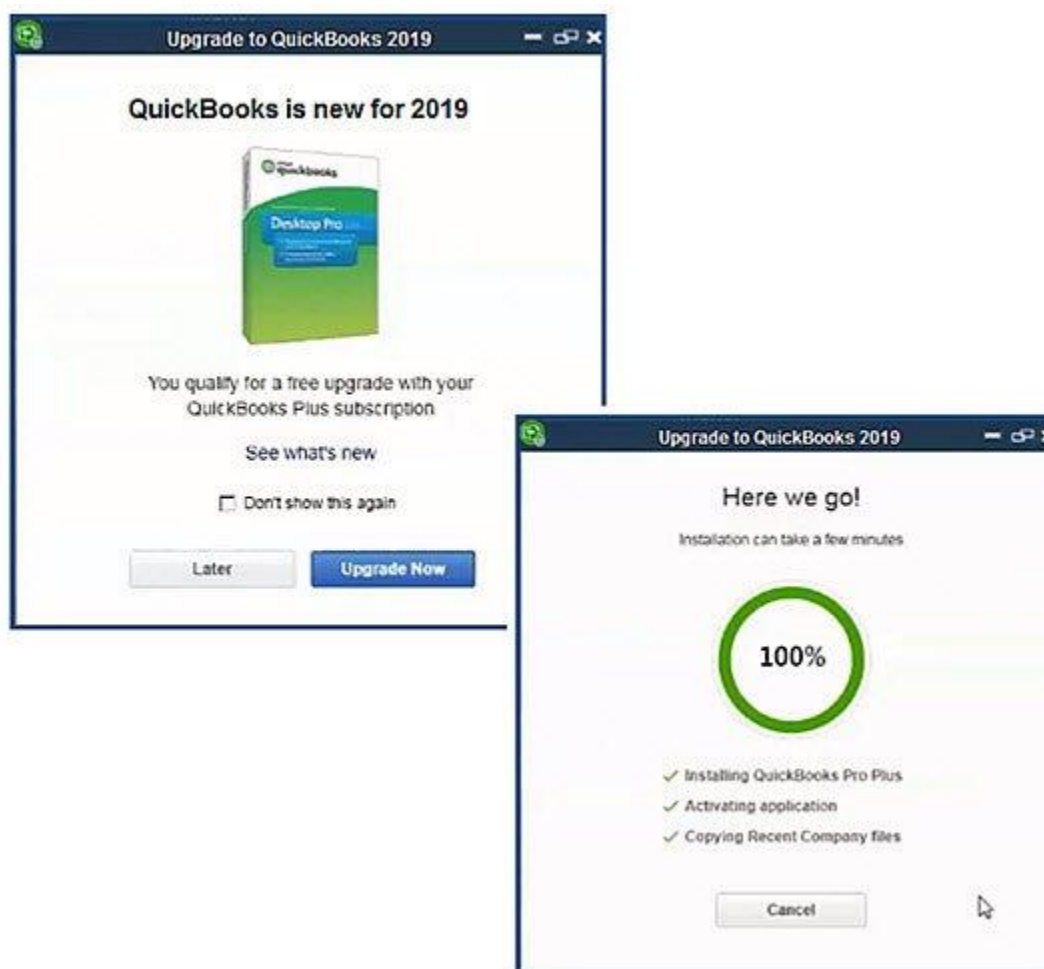 Upgrade to QuickBooks 2019
QuickBooks is new for 2019
quickbooks
Desktop Pro
You qualify for a free upgrade with your
QuickBooks Plus subscription
See what's new
Don't show this again
Later
Upgrade Now
Upgrade to QuickBooks 2019
Here we go!
Installation can take a few minutes
100%
Installing QuickBooks Pro Plus
Activating application
Copying Recent Company files
Cancel